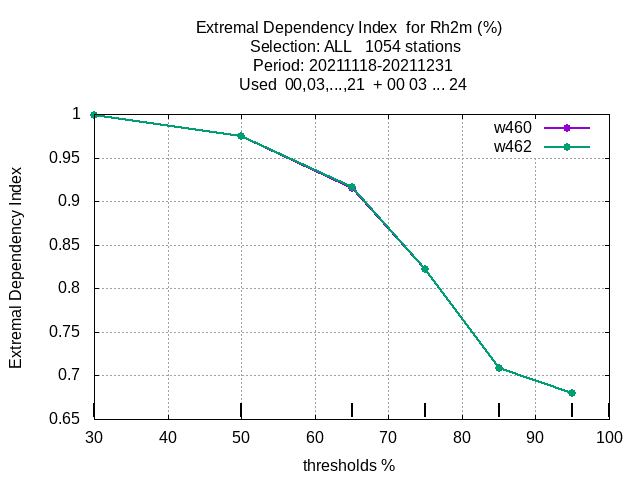 Extremal Dependency Index  for Rh2m (%)
Selection: ALL   1054 stations
Period: 20211118-20211231
Used  00,03,...,21  + 00 03 ... 24
w460
w462
1
0.95
0.9
0.85
0.8
0.75
0.7
0.65
Extremal Dependency Index
30 40 50 60 70 80 90 100
thresholds %